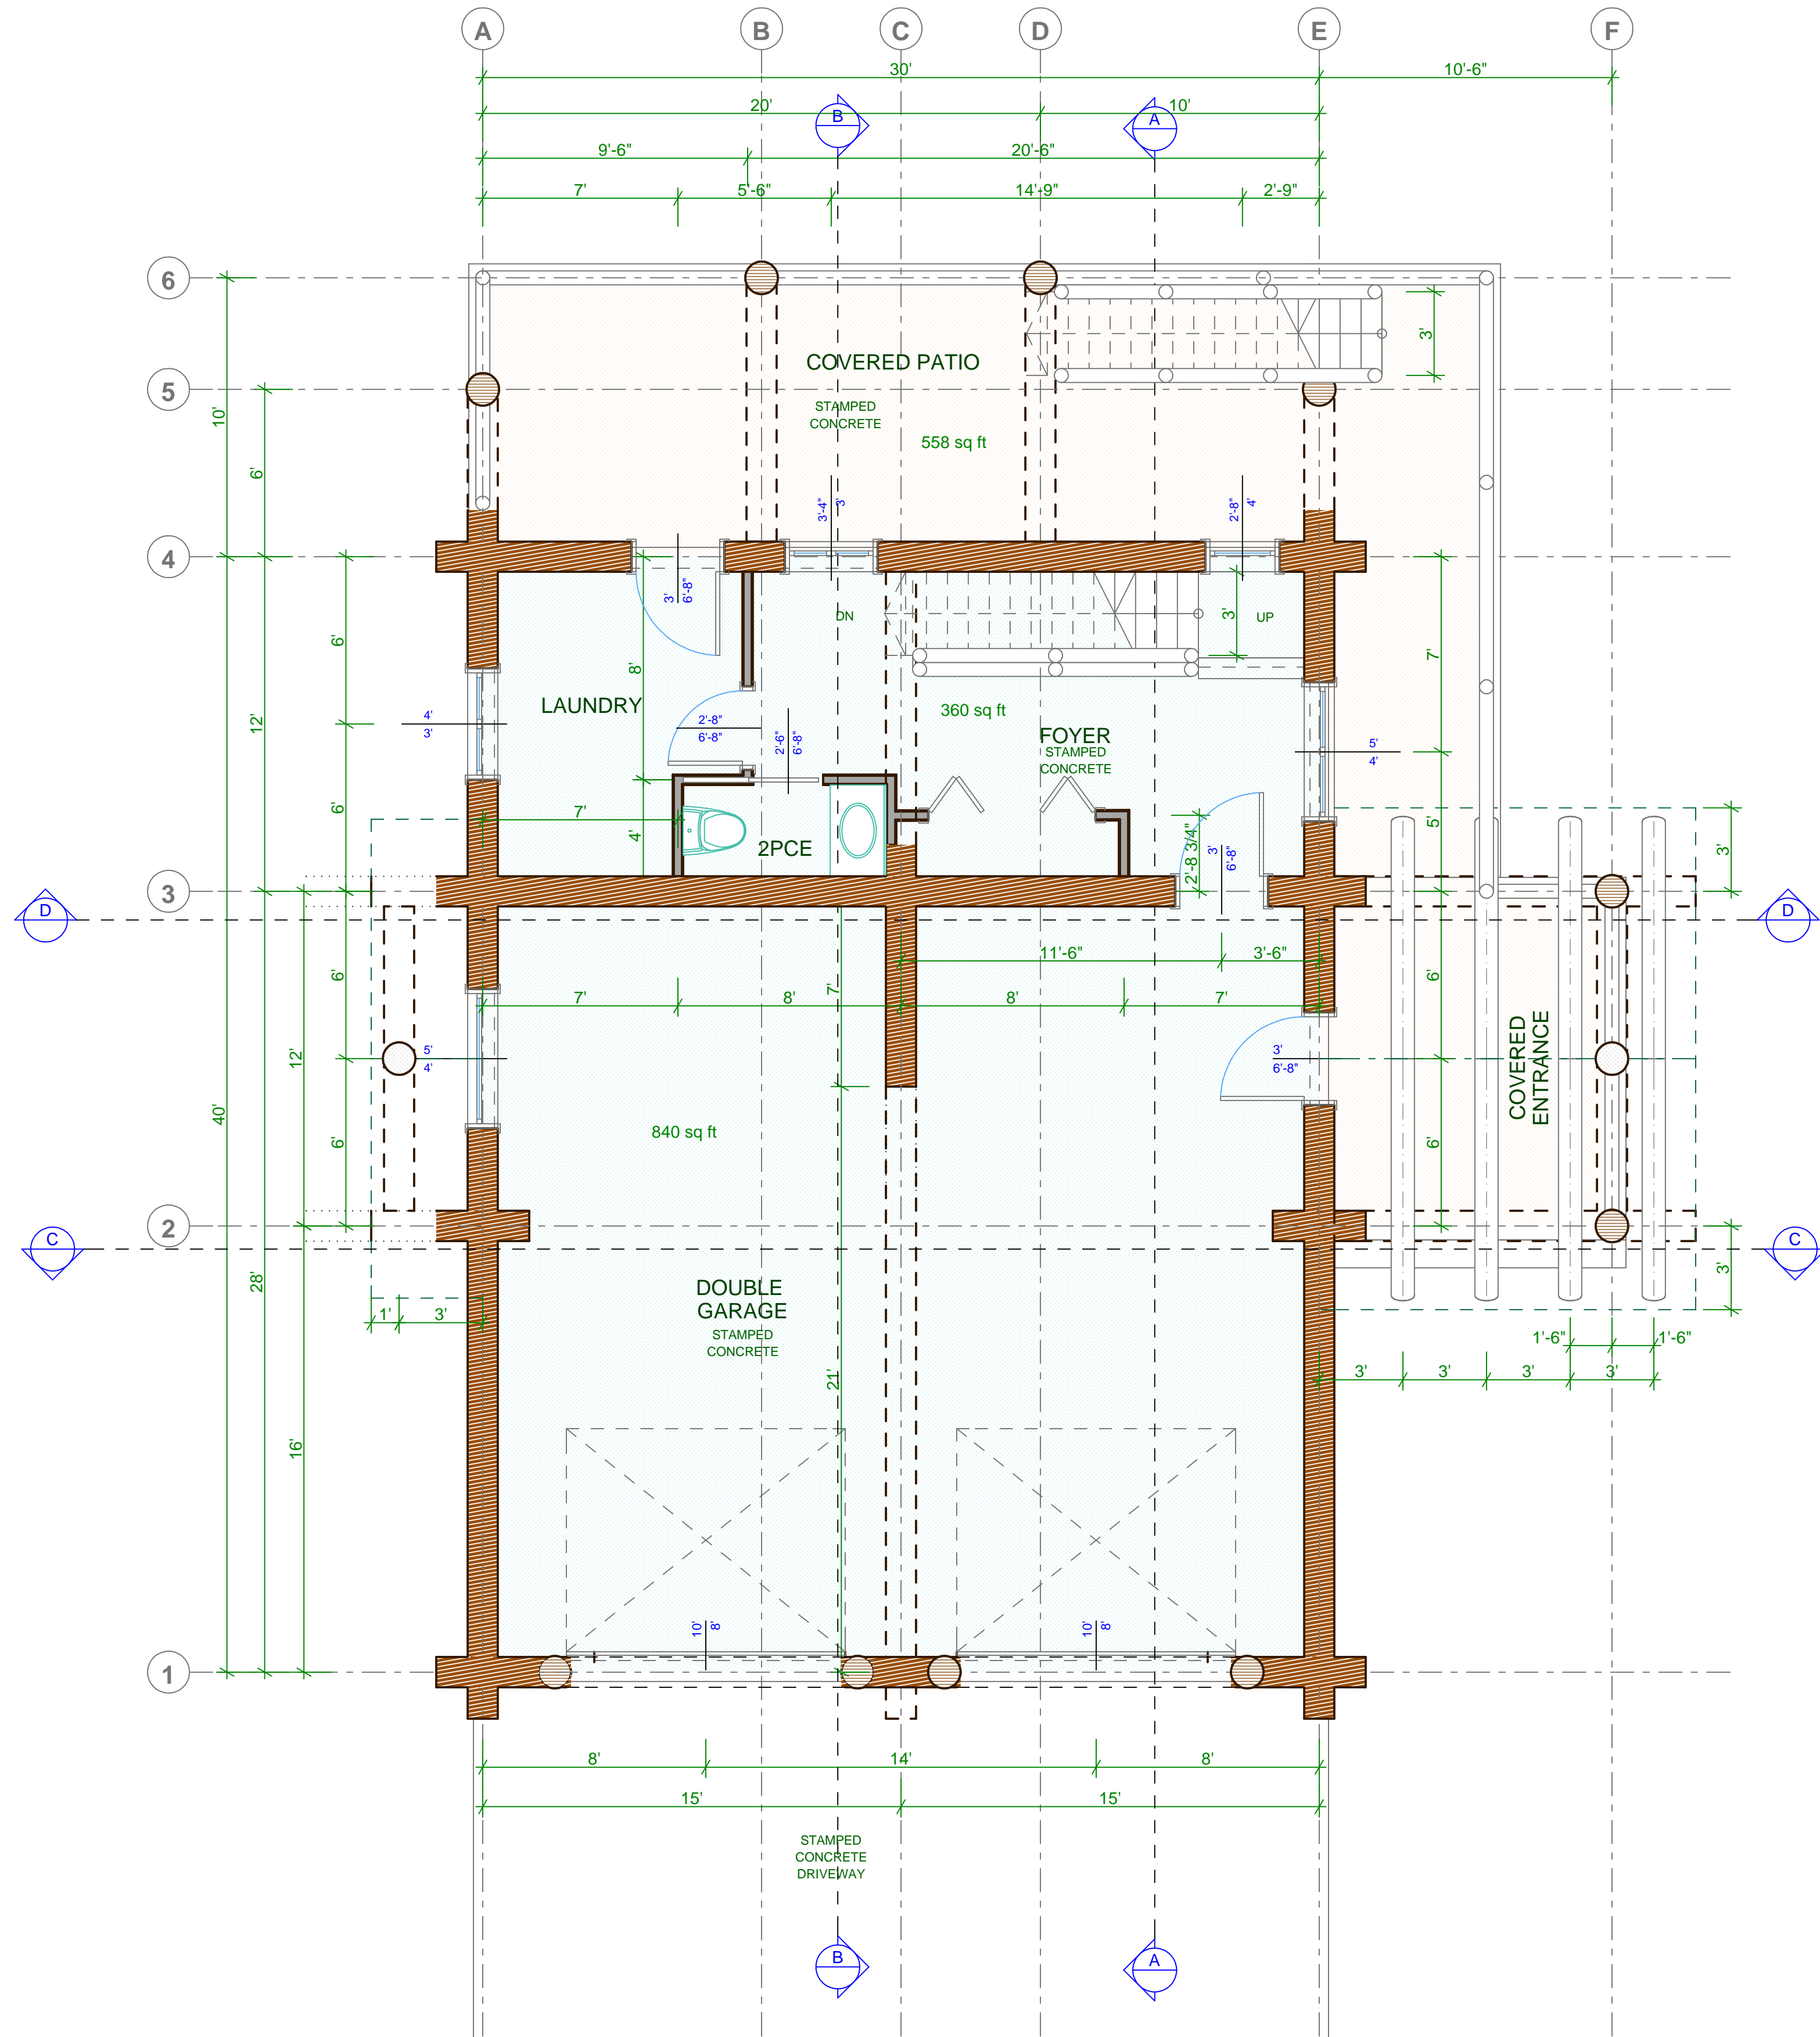 A B C D E F
30' 10'-6"
20' B A 10'
9'-6" 20'-6"
7' 5'-6" 14'-9" 2'-9"
6
3'
COVERED PATIO
5
STAMPED
CONCRETE
10'
558 sq ft
6'
3'-4" 3'
2'-8" 4'
4
3' 6'-8"
DN 3' UP
6' 8' 7'
LAUNDRY
360 sq ft
4' 3'
2'-8" 6'-8"
2'-6" 6'-8"
12'
FOYER
STAMPED
CONCRETE
5' 4'
6' 7' 4'
2PCE
2'-8 3/4"
3' 6'-8"
5' 3'
3
D D
11'-6" 3'-6"
6' 7' 8' 7' 8' 7' 6'
5' 4'
3' 6'-8"
12'
COVERED
ENTRANCE
40'
840 sq ft
6' 6'
2
C C
28'
DOUBLE
GARAGE
STAMPED
CONCRETE
3'
1' 3'
1'-6" 1'-6"
21'
3' 3' 3' 3'
16'
10' 8'
10' 8'
1
8' 14' 8'
15' 15'
STAMPED
CONCRETE
DRIVEWAY
B A